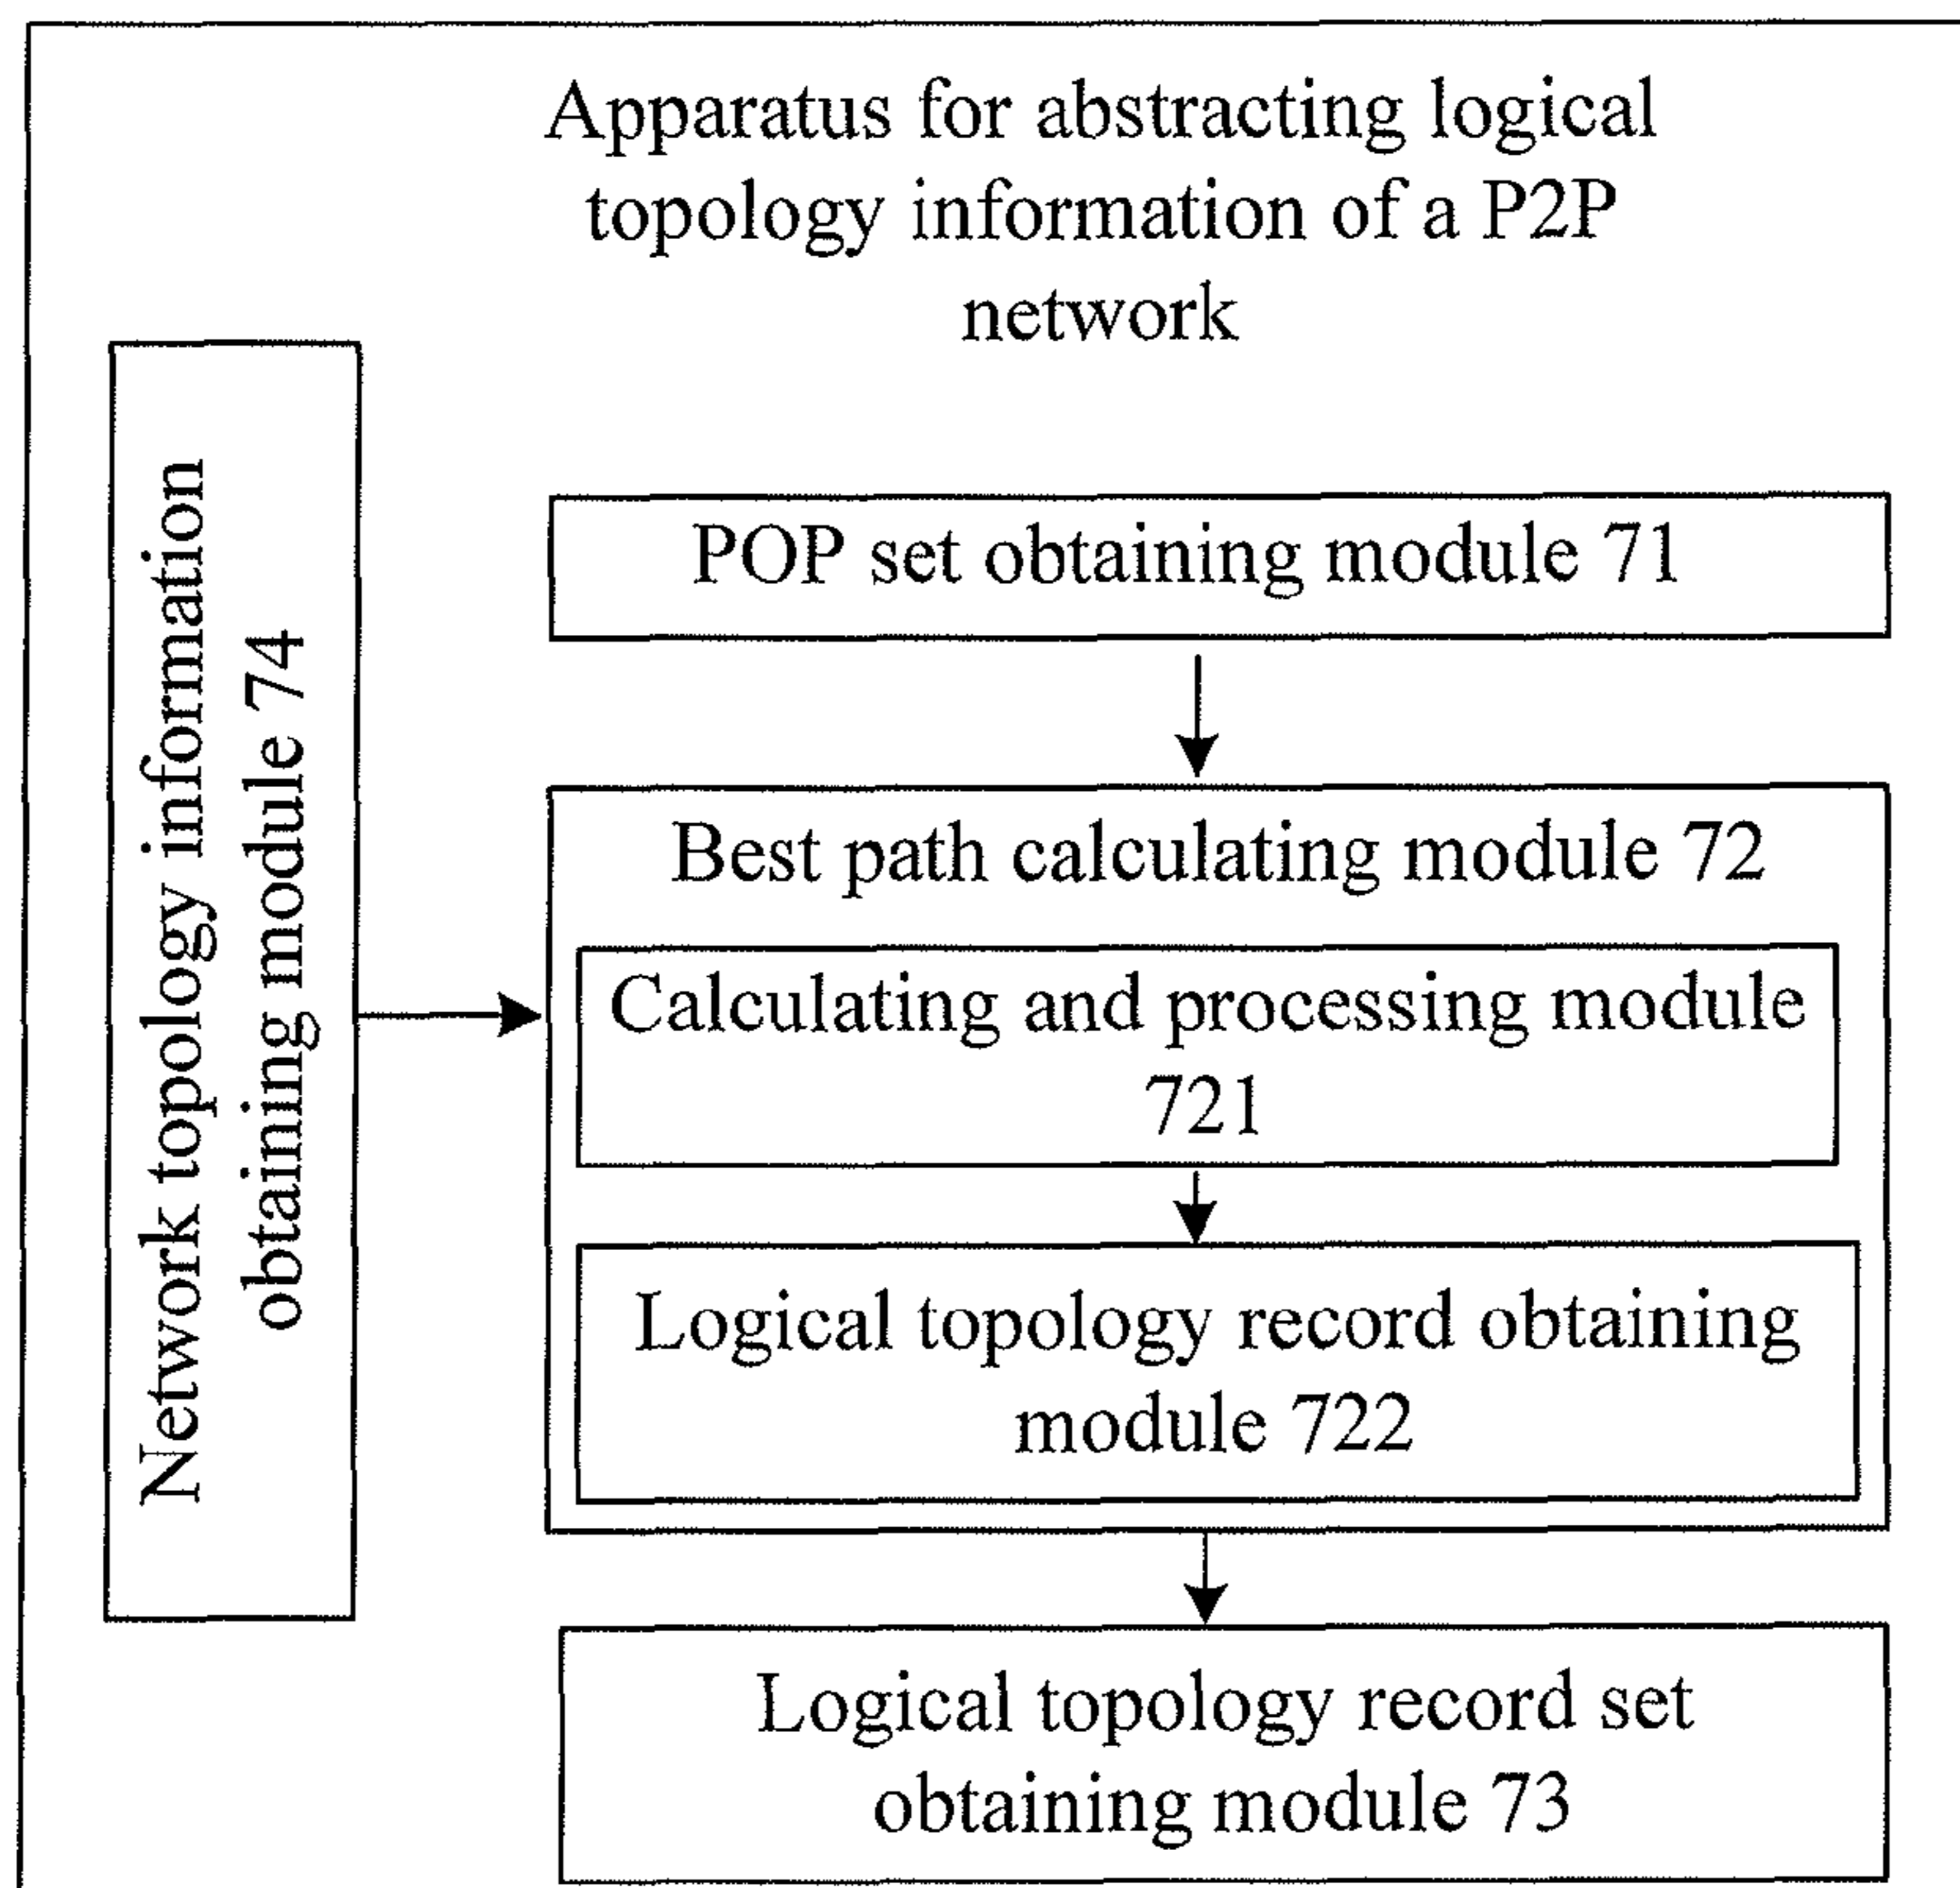 Apparatus for abstracting logical
topology information of a P2P
network
Network topology information
obtaining module 74
POP set obtaining module 71
Best path calculating module 72
Calculating and processing module
721
Logical topology record obtaining
module 722
Logical topology record set
obtaining module 73